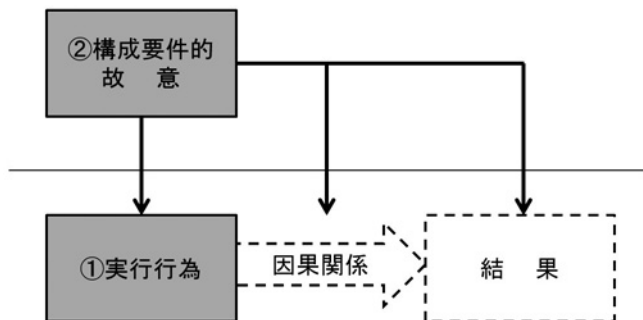 ②構成要件的
故　意
①実行行為
因果関係
結　果